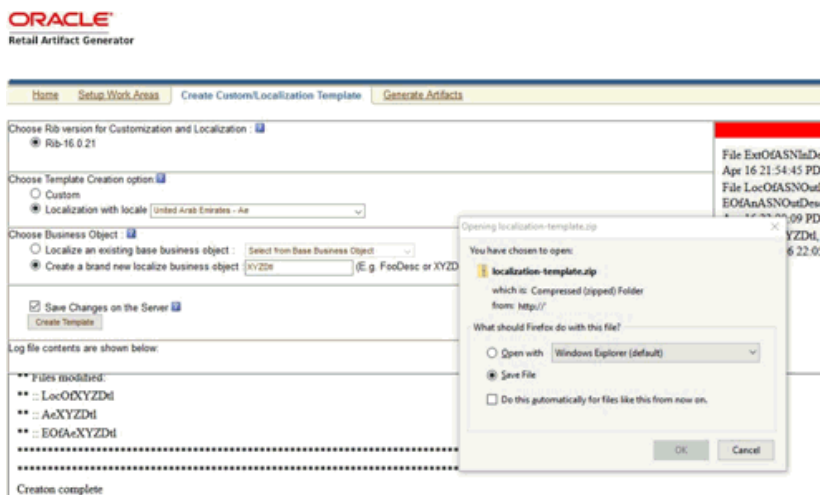 ORACLE
Retail Artifact Generator
Home Setup Work Areas Create Custom/Localization Template Generate Artifacts
Choose Rib version for Customization and Localization :
Rib-16.0.21
File ExtOfASNInDe
Choose Template Creation option:
Apr 16 21:54:45 PD
Custom
File LocOfASNOut
Localization with locale United Arab Emirates - Ae
EOfAnASNOutDes
Choose Business Object :
:09 PD
Localize an existing base business object : Select from Base Business Object
YZDtl,
Create a brand new localize business object : XYZDtl (E.g. FooDesc or XYZD
6 22:0
Save Changes on the Server
Create Template
Log file contents are shown below:
** Files modified:
** :: LocOfXYZDtl
** :: AeXYZDtl
** :: EOfAeXYZDtl
Creaton complete
Opening localization-template.zip
You have chosen to open:
localization-template.zip
which is: Compressed (zipped) Folder
from: http://
What should Firefox do with this file?
Open with Windows Explorer (default)
Save File
Do this automatically for files like this from now on.
OK Cancel